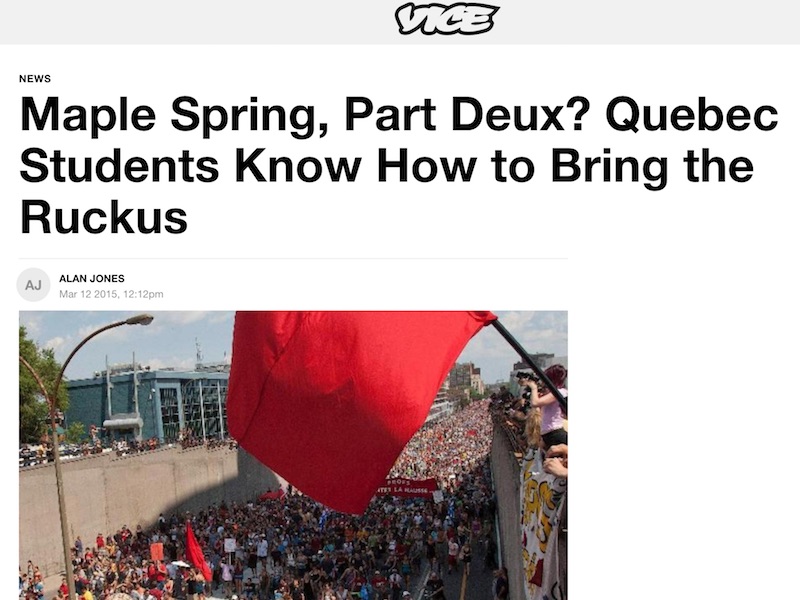 VICE
NEWS
Maple Spring, Part Deux? Quebec
Students Know How to Bring the
Ruckus
AJ
ALAN JONES
Mar 12 2015, 12:12pm
LA HAUSSE